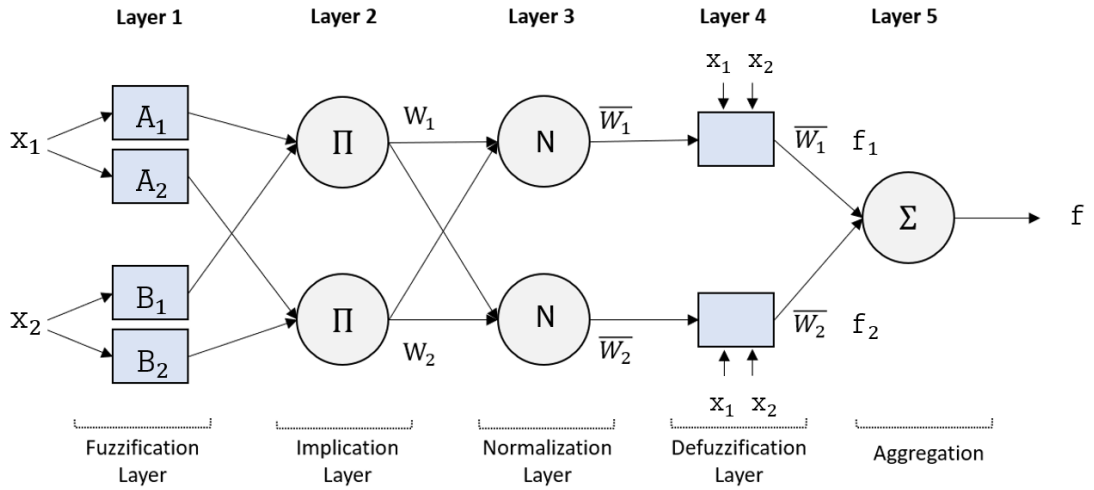 Layer 1 Layer 2 Layer 3 Layer 4 Layer 5
x₁ x₂
A₁ W₁ W̅₁ W̅₁ f₁
x₁ Π N
A₂
Σ f
B₁
x₂ Π N
B₂ W₂ W̅₂ W̅₂ f₂
x₁ x₂
Fuzzification Layer
Implication Layer
Normalization Layer
Defuzzification Layer
Aggregation